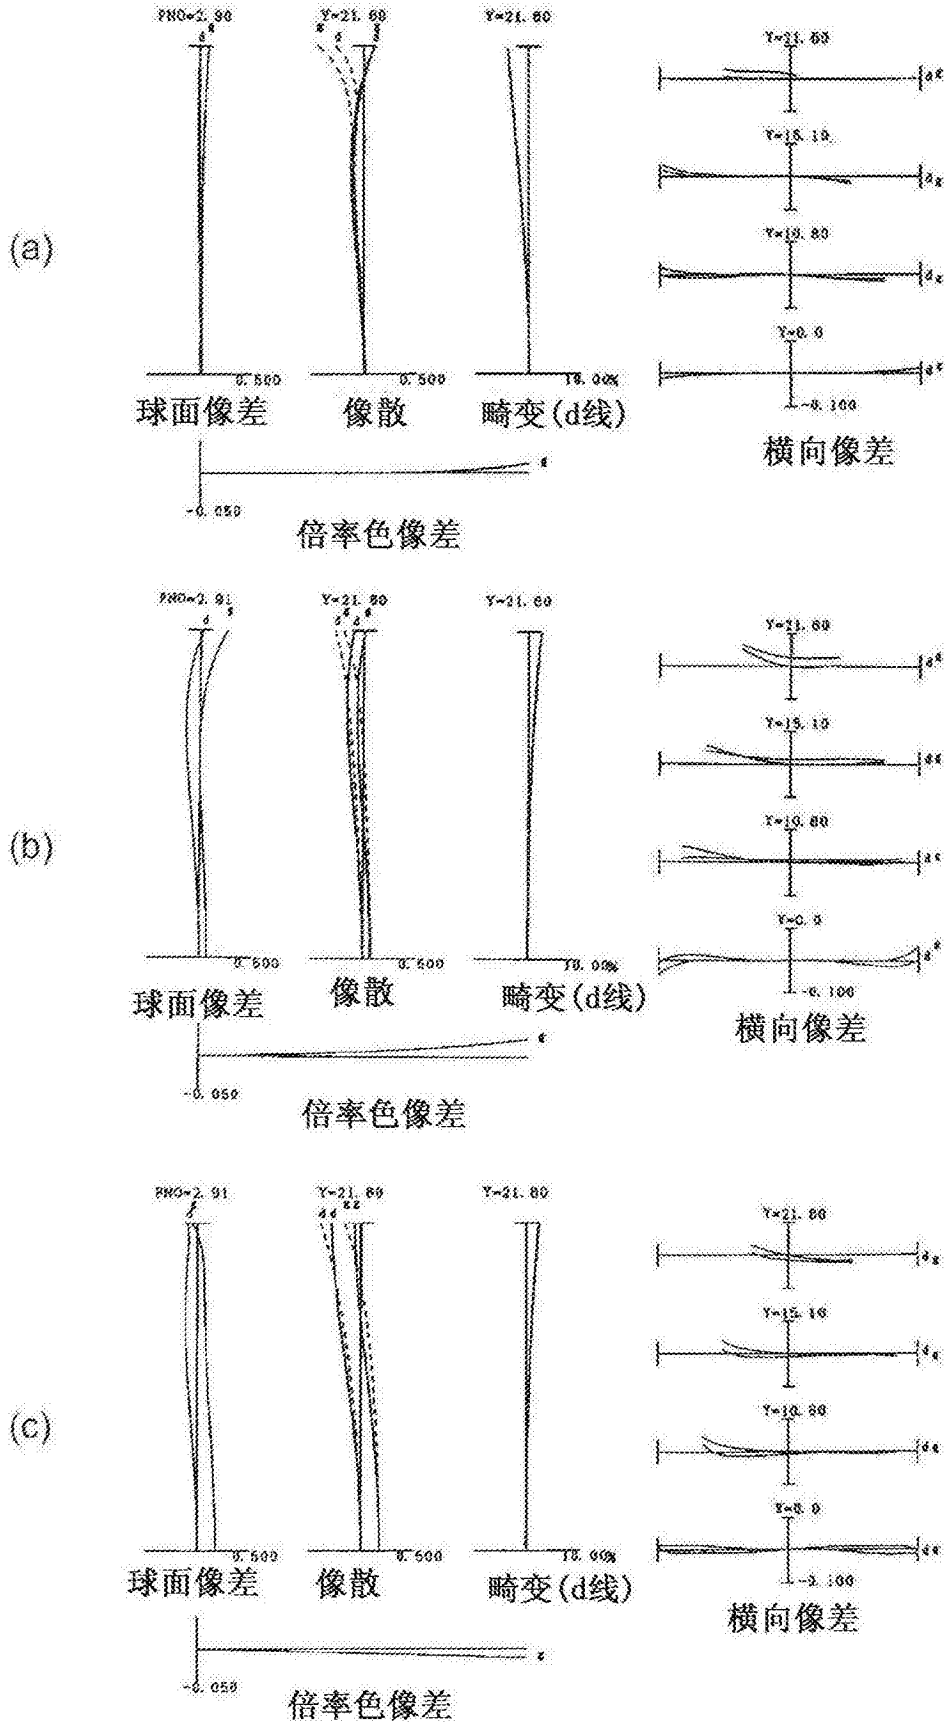 (a)
FNO=2.90
d g
0.500
球面像差
Y=21.60
g d g
0.500
像散
Y=21.60
10.00%
畸变(d线)
Y=21.60
d g
Y=15.10
d g
Y=10.80
d g
Y=0.0
d g
-0.100
横向像差
g
-0.050
倍率色像差
(b)
FNO=2.91
d g
0.500
球面像差
Y=21.60
d g d g
0.500
像散
Y=21.60
10.00%
畸变(d线)
Y=21.60
d g
Y=15.10
d g
Y=10.80
d g
Y=0.0
d g
-0.100
横向像差
g
-0.050
倍率色像差
(c)
FNO=2.91
0.500
球面像差
Y=21.60
d d g g
0.500
像散
Y=21.60
10.00%
畸变(d线)
Y=21.60
d g
Y=15.10
d g
Y=10.80
d g
Y=0.0
d g
-0.100
横向像差
g
-0.050
倍率色像差